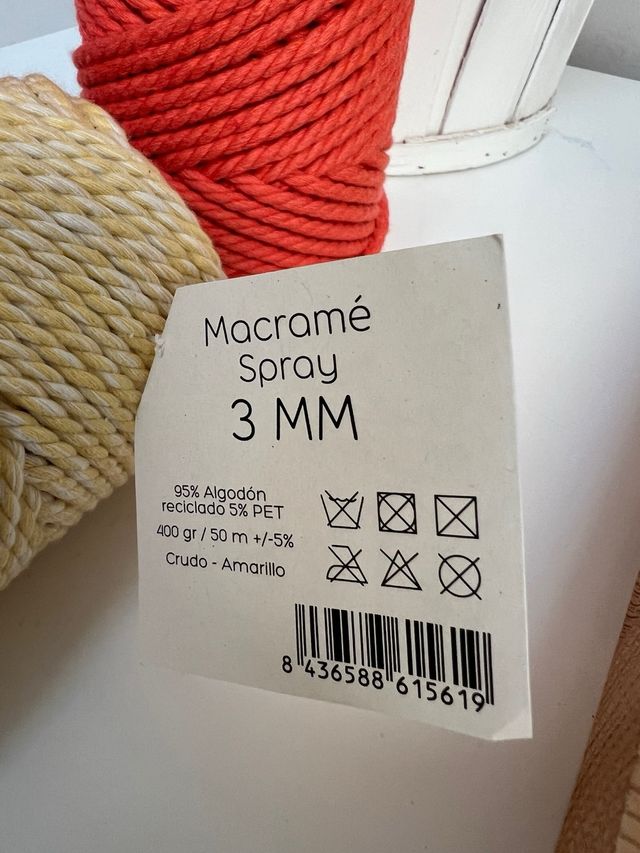 Macramé
Spray
3 MM
95% Algodón
reciclado 5% PET
400 gr / 50 m +/-5%
Crudo - Amarillo
8 436588 615619